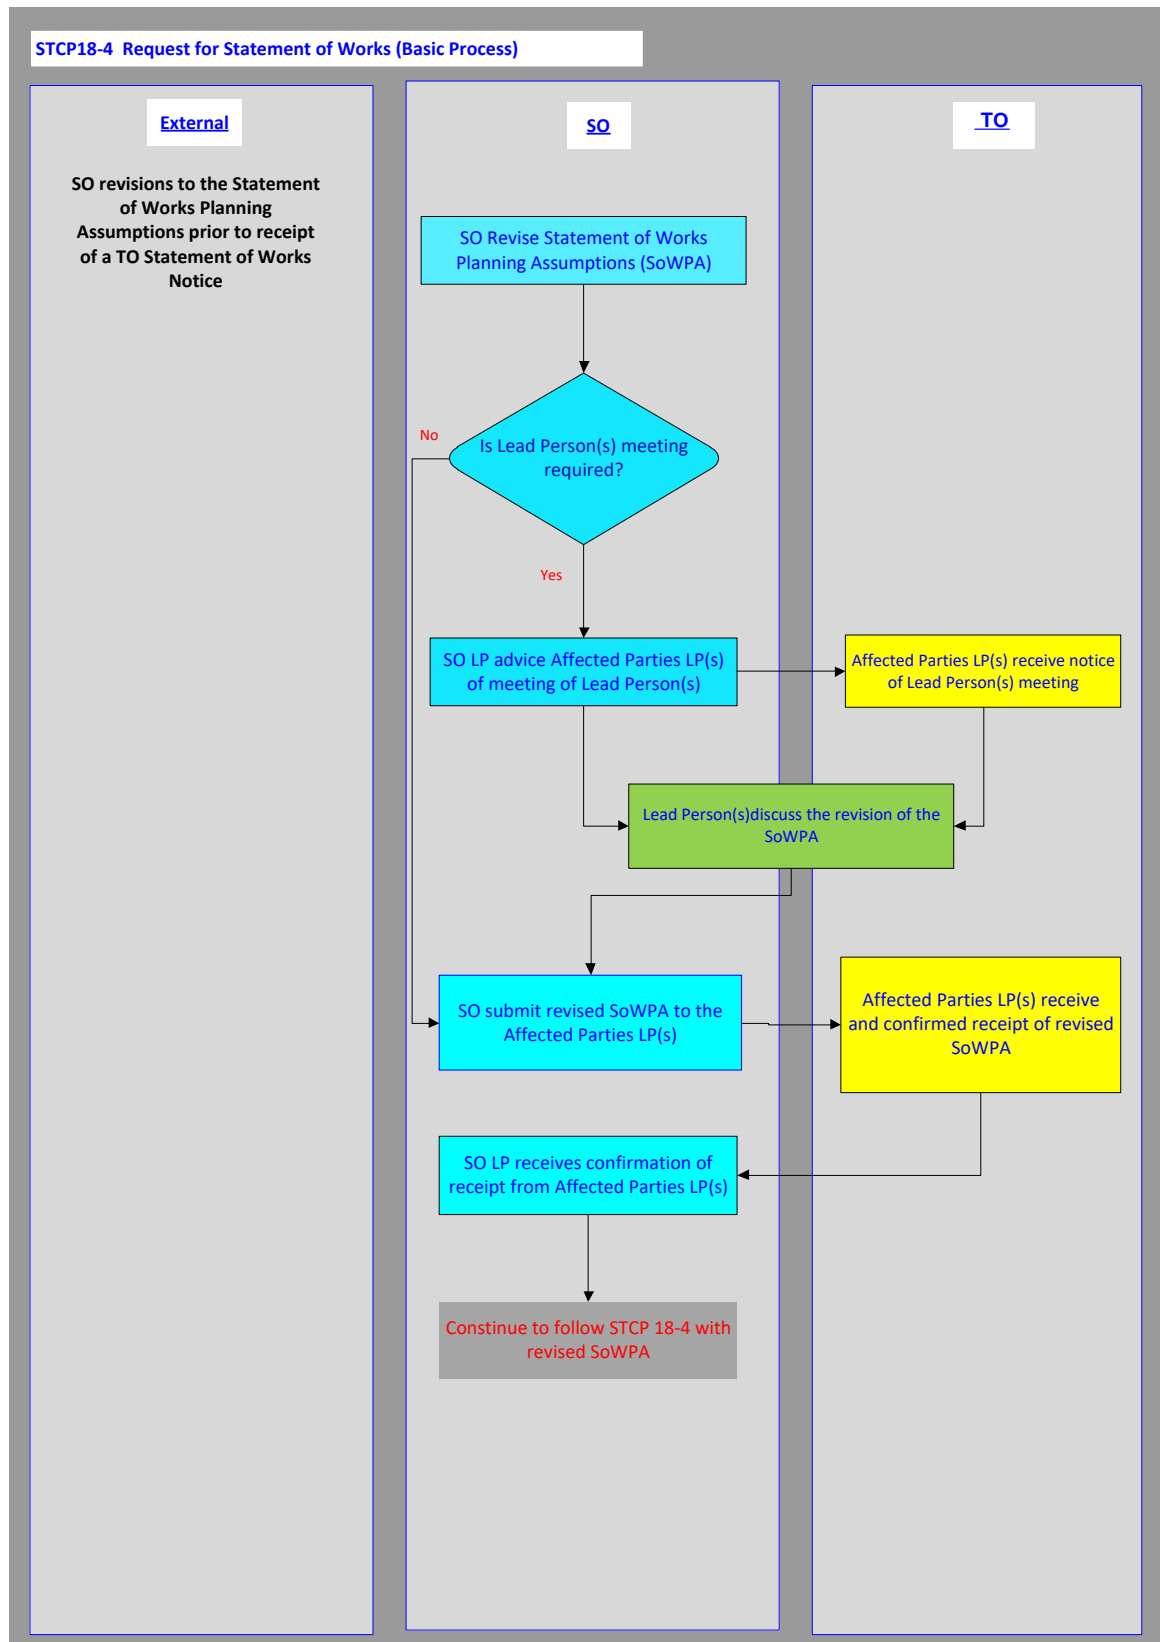 STCP18-4 Request for Statement of Works (Basic Process)
External
SO
TO
SO revisions to the Statement
of Works Planning
Assumptions prior to receipt
of a TO Statement of Works
Notice
SO Revise Statement of Works
Planning Assumptions (SoWPA)
Is Lead Person(s) meeting
required?
No
Yes
SO LP advice Affected Parties LP(s)
of meeting of Lead Person(s)
Affected Parties LP(s) receive notice
of Lead Person(s) meeting
Lead Person(s)discuss the revision of the
SoWPA
SO submit revised SoWPA to the
Affected Parties LP(s)
Affected Parties LP(s) receive
and confirmed receipt of revised
SoWPA
SO LP receives confirmation of
receipt from Affected Parties LP(s)
Constinue to follow STCP 18-4 with
revised SoWPA